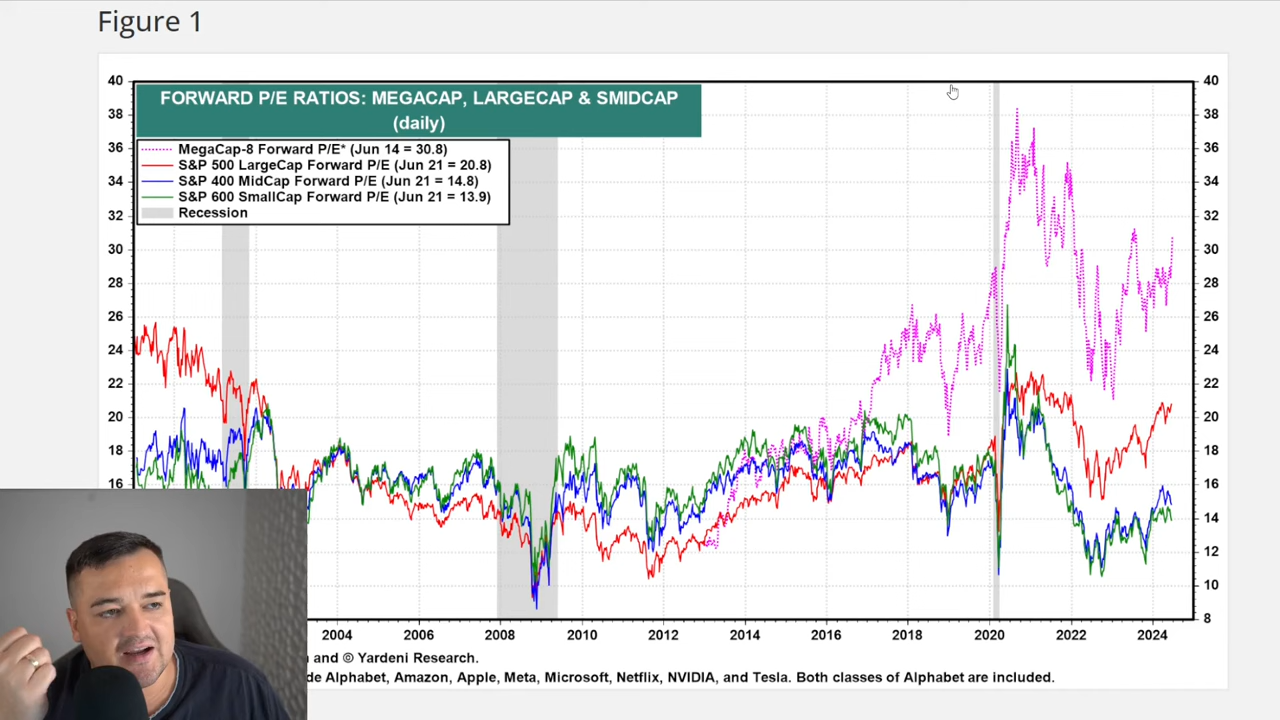 Figure 1
FORWARD P/E RATIOS: MEGACAP, LARGECAP & SMIDCAP
(daily)
MegaCap-8 Forward P/E* (Jun 14 = 30.8)
S&P 500 LargeCap Forward P/E (Jun 21 = 20.8)
S&P 400 MidCap Forward P/E (Jun 21 = 14.8)
S&P 600 SmallCap Forward P/E (Jun 21 = 13.9)
Recession
40 40
38 38
36 36
34 34
32 32
30 30
28 28
26 26
24 24
22 22
20 20
18 18
16 16
14
12
10
8
2004 2006 2008 2010 2012 2014 2016 2018 2020 2022 2024
and © Yardeni Research.
Alphabet, Amazon, Apple, Meta, Microsoft, Netflix, NVIDIA, and Tesla. Both classes of Alphabet are included.